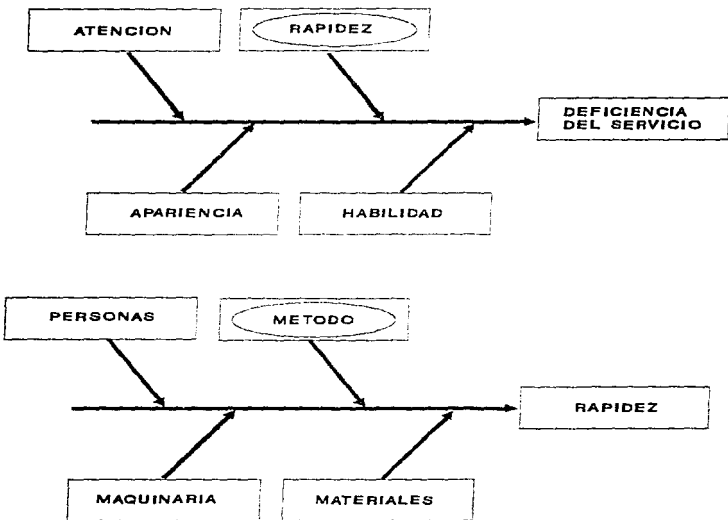 ATENCION
RAPIDEZ
DEFICIENCIA
DEL SERVICIO
APARIENCIA
HABILIDAD
PERSONAS
METODO
RAPIDEZ
MAQUINARIA
MATERIALES